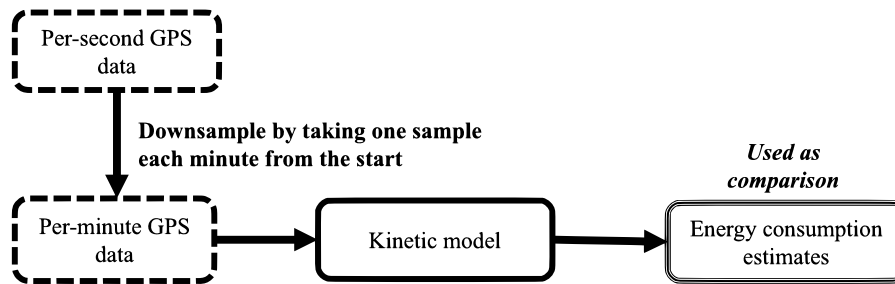 Per-second GPS
data
Downsample by taking one sample
each minute from the start
Used as
comparison
Per-minute GPS
data
Kinetic model
Energy consumption
estimates